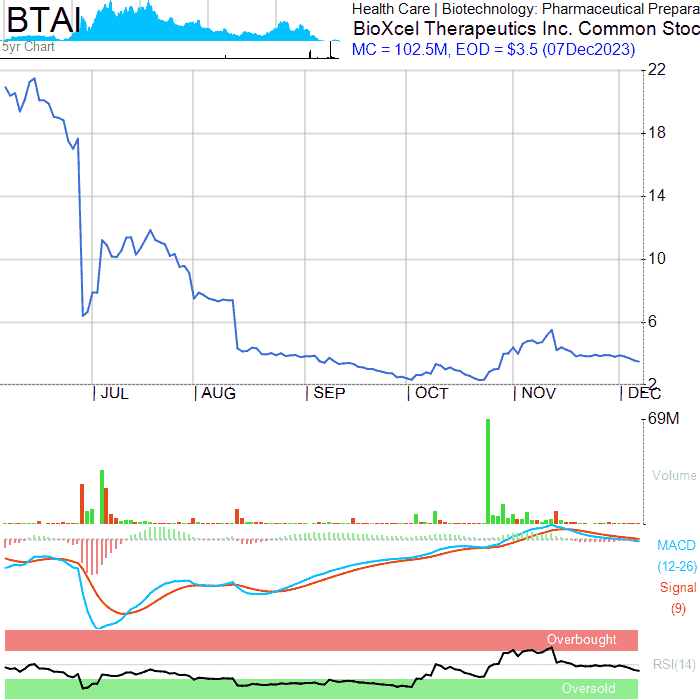 BTAI
5yr Chart
Health Care | Biotechnology: Pharmaceutical Prepara
BioXcel Therapeutics Inc. Common Stoc
MC = 102.5M, EOD = $3.5 (07Dec2023)
22
18
14
10
6
2
JUL
AUG
SEP
OCT
NOV
DEC
69M
Volume
MACD
(12-26)
Signal
(9)
Overbought
RSI(14)
Oversold